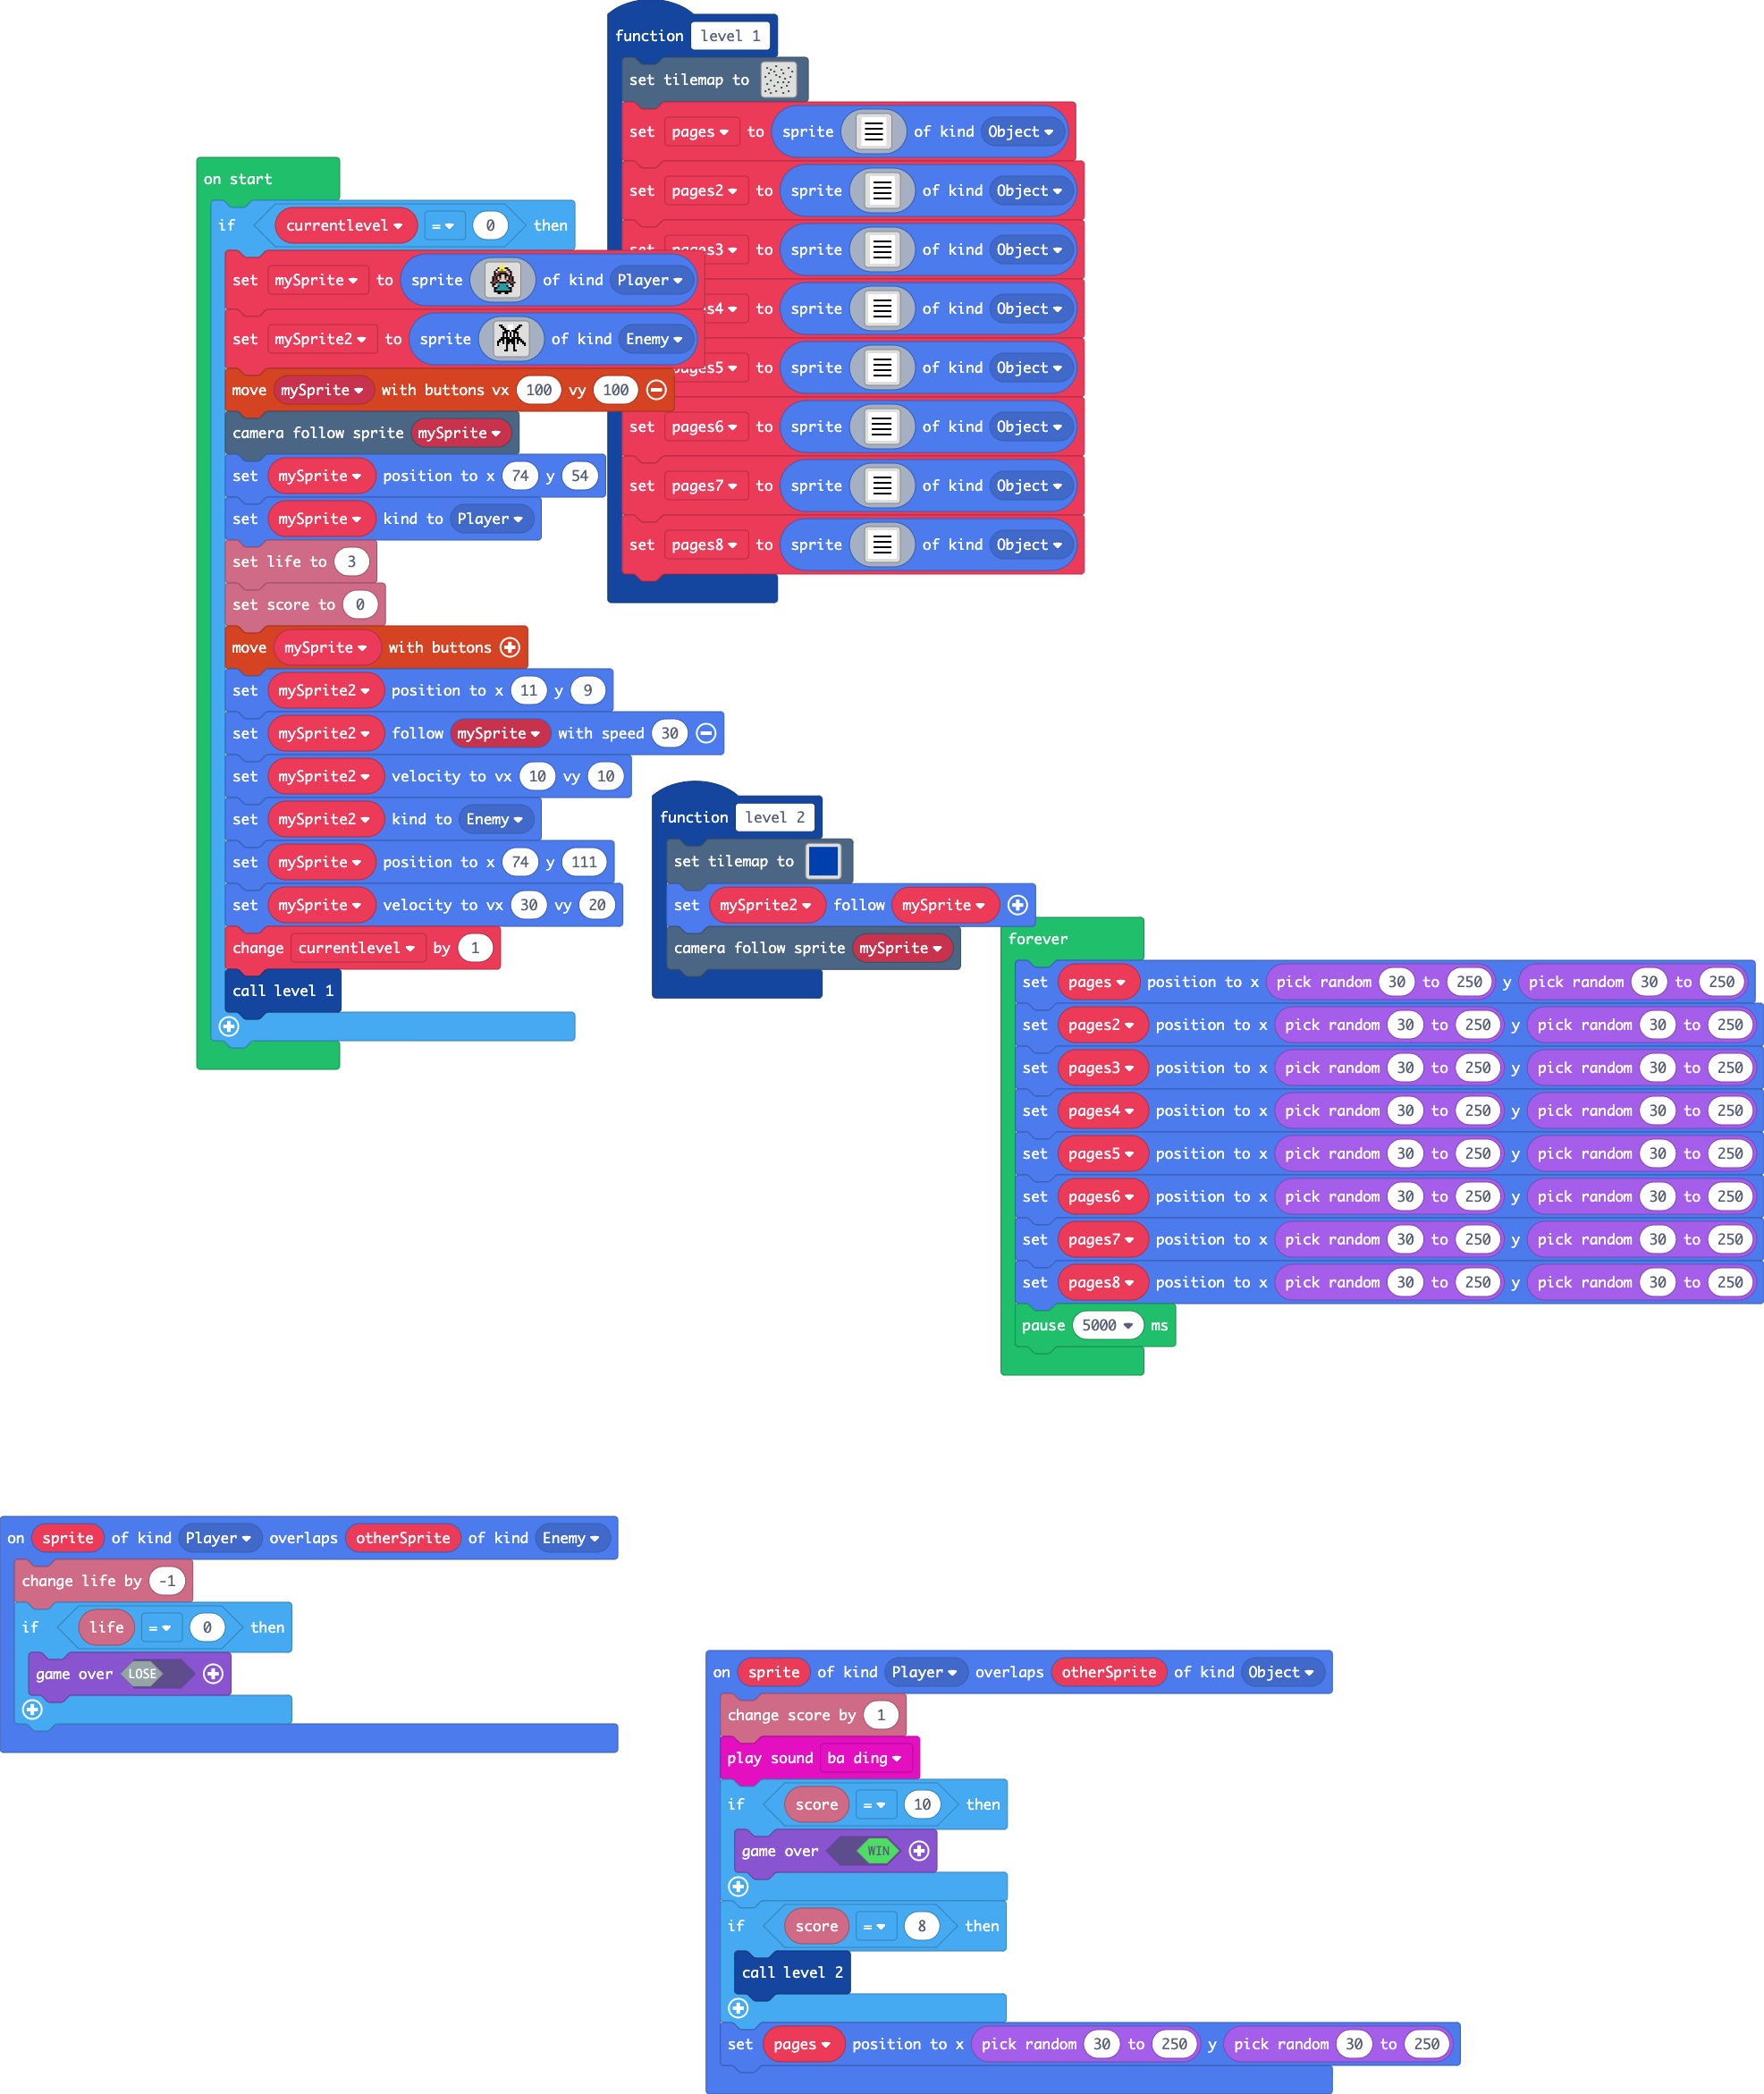 function level 1
set tilemap to
set pages to sprite of kind Object
set pages2 to sprite of kind Object
pages3 to sprite of kind Object
to sprite of kind Object
to sprite of kind Object
set pages6 to sprite of kind Object
set pages7 to sprite of kind Object
set pages8 to sprite of kind Object
on start
if currentlevel = 0 then
set mySprite to sprite of kind Player
set mySprite2 to sprite of kind Enemy
move mySprite with buttons vx 100 vy 100
camera follow sprite mySprite
set mySprite position to x 74 y 54
set mySprite kind to Player
set life to 3
set score to 0
move mySprite with buttons
set mySprite2 position to x 11 y 9
set mySprite2 follow mySprite with speed 30
set mySprite2 velocity to vx 10 vy 10
set mySprite2 kind to Enemy
set mySprite position to x 74 y 111
set mySprite velocity to vx 30 vy 20
change currentlevel by 1
call level 1
function level 2
set tilemap to
set mySprite2 follow mySprite
camera follow sprite mySprite
forever
set pages position to x pick random 30 to 250 y pick random 30 to 250
set pages2 position to x pick random 30 to 250 y pick random 30 to 250
set pages3 position to x pick random 30 to 250 y pick random 30 to 250
set pages4 position to x pick random 30 to 250 y pick random 30 to 250
set pages5 position to x pick random 30 to 250 y pick random 30 to 250
set pages6 position to x pick random 30 to 250 y pick random 30 to 250
set pages7 position to x pick random 30 to 250 y pick random 30 to 250
set pages8 position to x pick random 30 to 250 y pick random 30 to 250
pause 5000 ms
on sprite of kind Player overlaps otherSprite of kind Enemy
change life by -1
if life = 0 then
game over LOSE
on sprite of kind Player overlaps otherSprite of kind Object
change score by 1
play sound ba ding
if score = 10 then
game over WIN
if score = 8 then
call level 2
set pages position to x pick random 30 to 250 y pick random 30 to 250